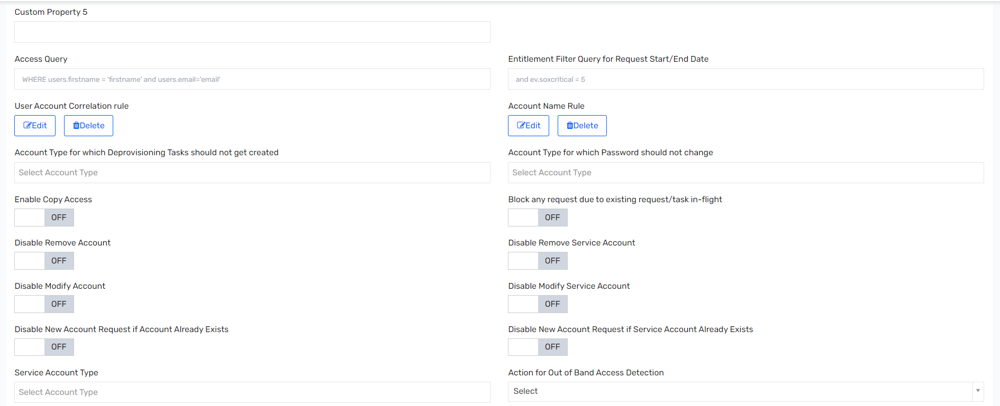 Custom Property 5
Access Query
Entitlement Filter Query for Request Start/End Date
WHERE users.firstname = 'firstname' and users.email='email'
and ev.soxcritical = 5
User Account Correlation rule
Account Name Rule
Edit
Delete
Edit
Delete
Account Type for which Deprovisioning Tasks should not get created
Account Type for which Password should not change
Select Account Type
Select Account Type
Enable Copy Access
Block any request due to existing request/task in-flight
OFF
OFF
Disable Remove Account
Disable Remove Service Account
OFF
OFF
Disable Modify Account
Disable Modify Service Account
OFF
OFF
Disable New Account Request if Account Already Exists
Disable New Account Request if Service Account Already Exists
OFF
OFF
Service Account Type
Action for Out of Band Access Detection
Select Account Type
Select